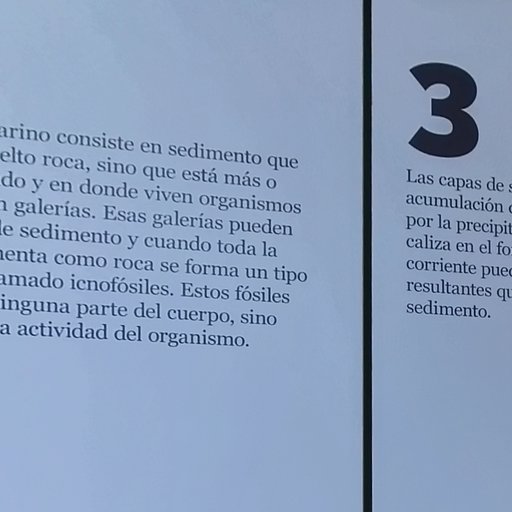 arino consiste en sedimento que
elto roca, sino que está más o
do y en donde viven organismos
galerías. Esas galerías pueden
de sedimento y cuando toda la
menta como roca se forma un tipo
amado icnofósiles. Estos fósiles
inguna parte del cuerpo, sino
a actividad del organismo.
3
Las capas de
acumulación
por la precipit
caliza en el fo
corriente pued
resultantes qu
sedimento.